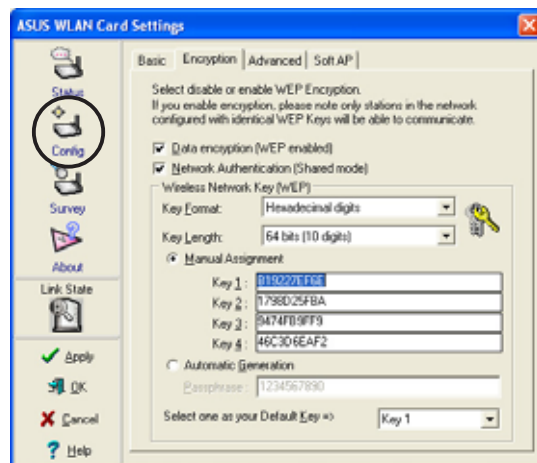 ASUS WLAN Card Settings
Status
Config
Survey
About
Link State
Apply
OK
Cancel
Help
Basic Encryption Advanced Soft AP
Select disable or enable WEP Encryption.
If you enable encryption, please note only stations in the network
configured with identical WEP Keys will be able to communicate.
Data encryption (WEP enabled)
Network Authentication (Shared mode)
Wireless Network Key (WEP)
Key Format: Hexadecimal digits
Key Length: 64 bits (10 digits)
Manual Assignment
Key 1 :
Key 2 : 1798D25FBA
Key 3 : 9474FB9FF9
Key 4 : 46C3D6EAF2
Automatic Generation
Passphrase : 1234567890
Select one as your Default Key => Key 1